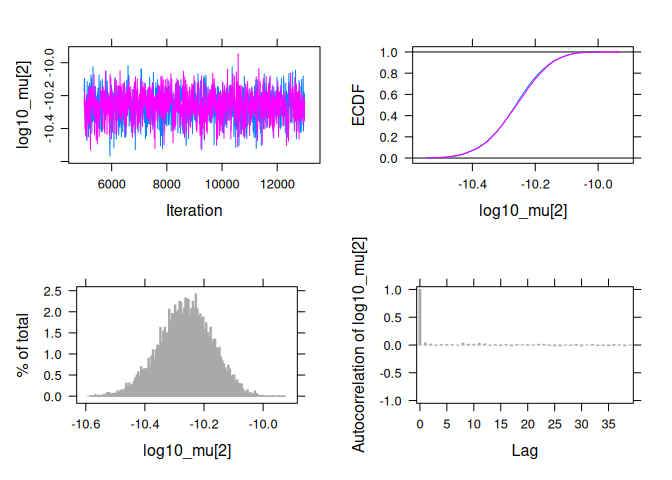 log10_mu[2]
-10.4 -10.2 -10.0
6000 8000 10000 12000
Iteration
ECDF
1.0
0.8
0.6
0.4
0.2
0.0
-10.4 -10.2 -10.0
log10_mu[2]
% of total
2.5
2.0
1.5
1.0
0.5
0.0
-10.6 -10.4 -10.2 -10.0
log10_mu[2]
Autocorrelation of log10_mu[2]
1.0
0.5
0.0
-0.5
-1.0
0 5 10 15 20 25 30 35
Lag